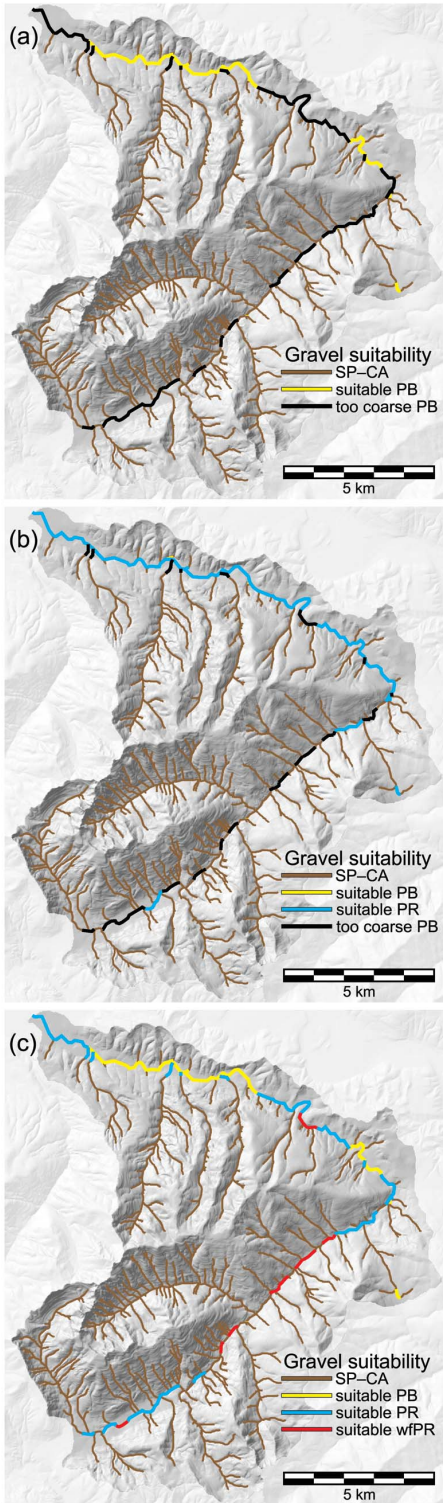 (a)
Gravel suitability
SP–CA
suitable PB
too coarse PB
5 km
(b)
Gravel suitability
SP–CA
suitable PB
suitable PR
too coarse PB
5 km
(c)
Gravel suitability
SP–CA
suitable PB
suitable PR
suitable wfPR
5 km